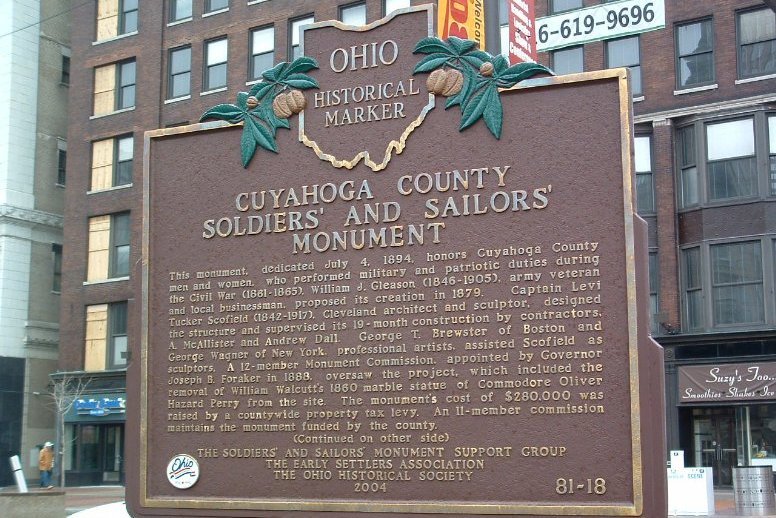 6-619-9696
OHIO
HISTORICAL
MARKER
CUYAHOGA COUNTY
SOLDIERS' AND SAILORS'
MONUMENT
This monument, dedicated July 4, 1894, honors Cuyahoga County
men and women, who performed military and patriotic duties during
the Civil War (1861-1865). William J. Gleason (1846-1905), army veteran
and local businessman, proposed its creation in 1879. Captain Levi
Tucker Scofield (1842-1917), Cleveland architect and sculptor, designed
the structure and supervised its 19-month construction by contractors,
A. McAllister and Andrew Dall. George T. Brewster of Boston and
George Wagner of New York, professional artists, assisted Scofield as
sculptors. A 12-member Monument Commission, appointed by Governor
Joseph B. Foraker in 1888, oversaw the project, which included the
removal of William Walcutt's 1860 marble statue of Commodore Oliver
Hazard Perry from the site. The monument's cost of $280,000 was
raised by a countywide property tax levy. An 11-member commission
maintains the monument funded by the county.
(Continued on other side)
THE SOLDIERS' AND SAILORS' MONUMENT SUPPORT GROUP
THE EARLY SETTLERS ASSOCIATION
THE OHIO HISTORICAL SOCIETY
2004
81-18
Ohio
Suzy's Too..
Smoothies Shakes Ice